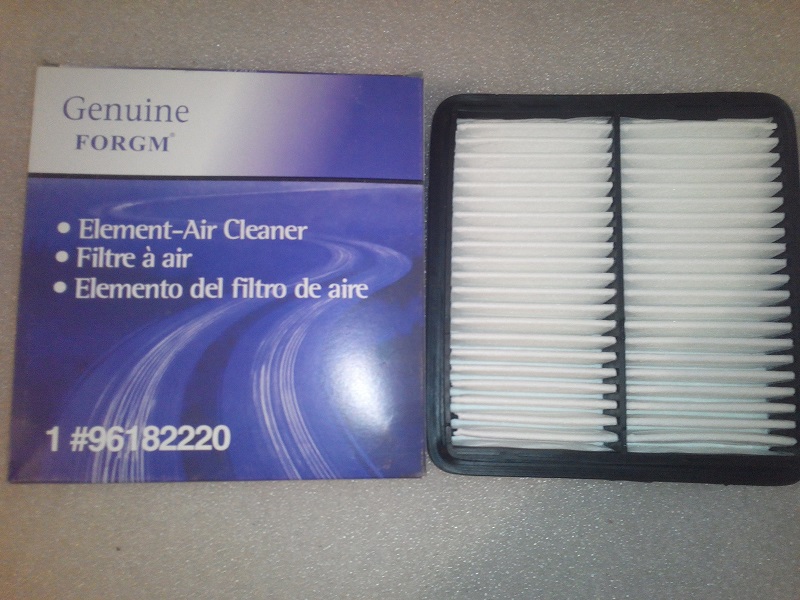 Genuine
FORGM®
• Element-Air Cleaner
• Filtre à air
• Elemento del filtro de aire
1 #96182220